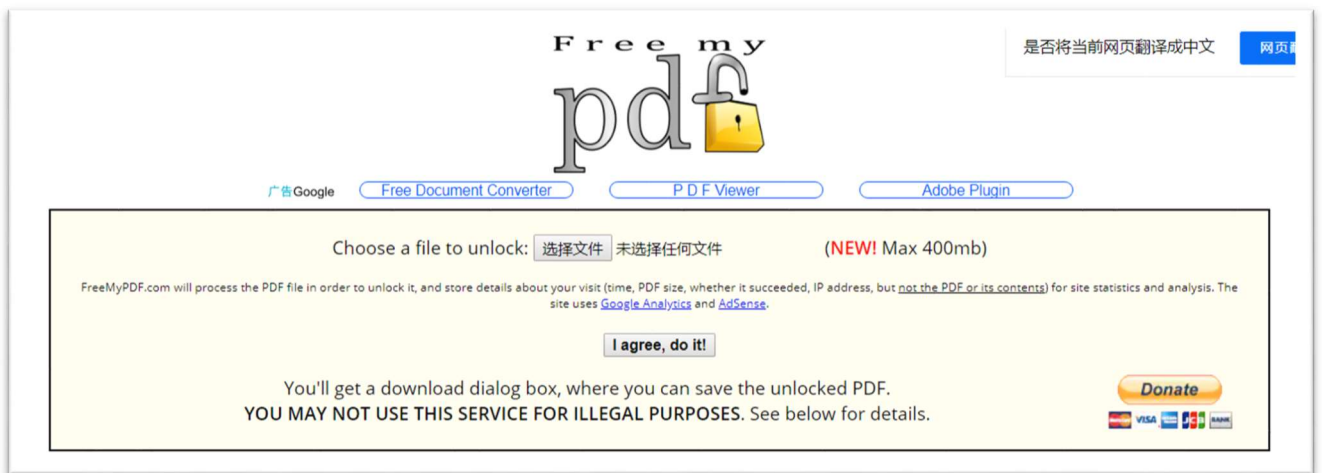 Free my
pdf
是否将当前网页翻译成中文
网页
广告Google
Free Document Converter
P D F Viewer
Adobe Plugin
Choose a file to unlock: 选择文件 未选择任何文件 (NEW! Max 400mb)
FreeMyPDF.com will process the PDF file in order to unlock it, and store details about your visit (time, PDF size, whether it succeeded, IP address, but not the PDF or its contents) for site statistics and analysis. The
site uses Google Analytics and AdSense.
I agree, do it!
You'll get a download dialog box, where you can save the unlocked PDF.
YOU MAY NOT USE THIS SERVICE FOR ILLEGAL PURPOSES. See below for details.
Donate
VISA
JCB
BANK